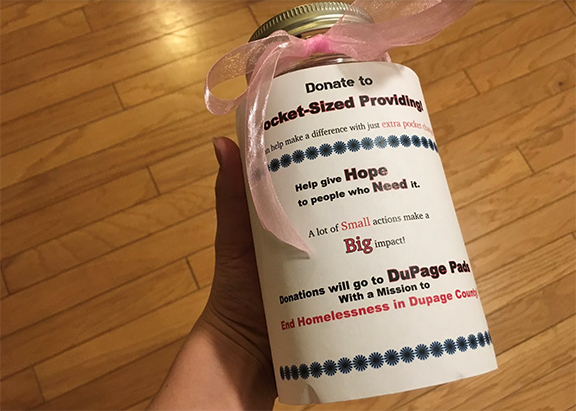 Donate to
ocket-Sized Providing!
n help make a difference with just extra pocket
Help give Hope
to people who Need it.
A lot of Small actions make a
Big impact!
Donations will go to DuPage Pads
With a Mission to
End Homelessness in Dupage County